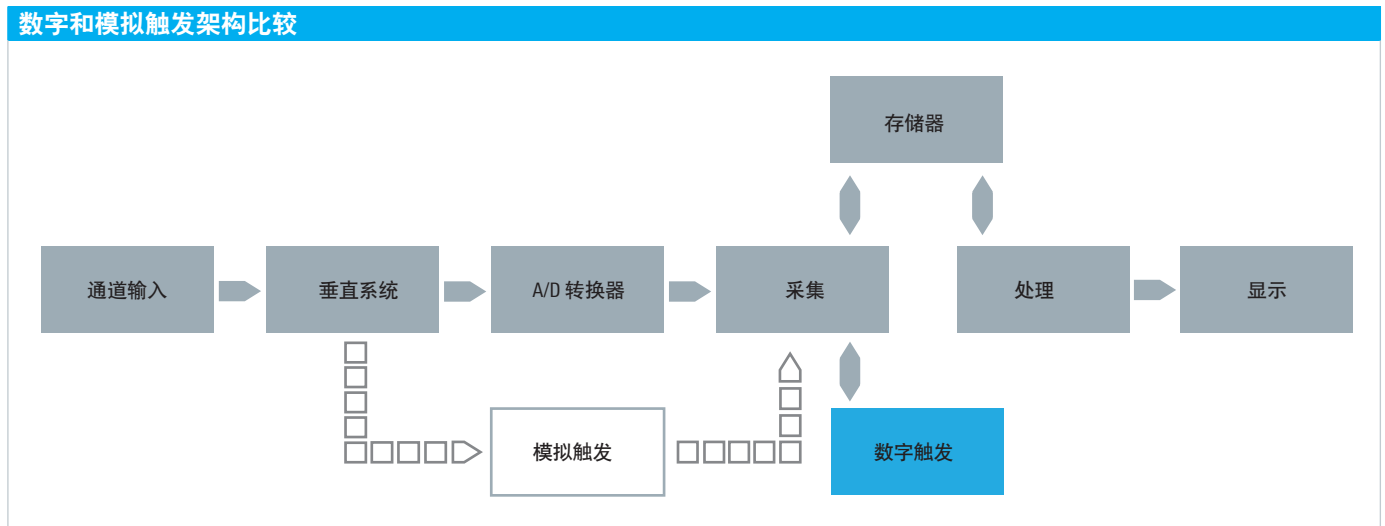 数字和模拟触发架构比较
存储器
通道输入
垂直系统
A/D 转换器
采集
处理
显示
模拟触发
数字触发